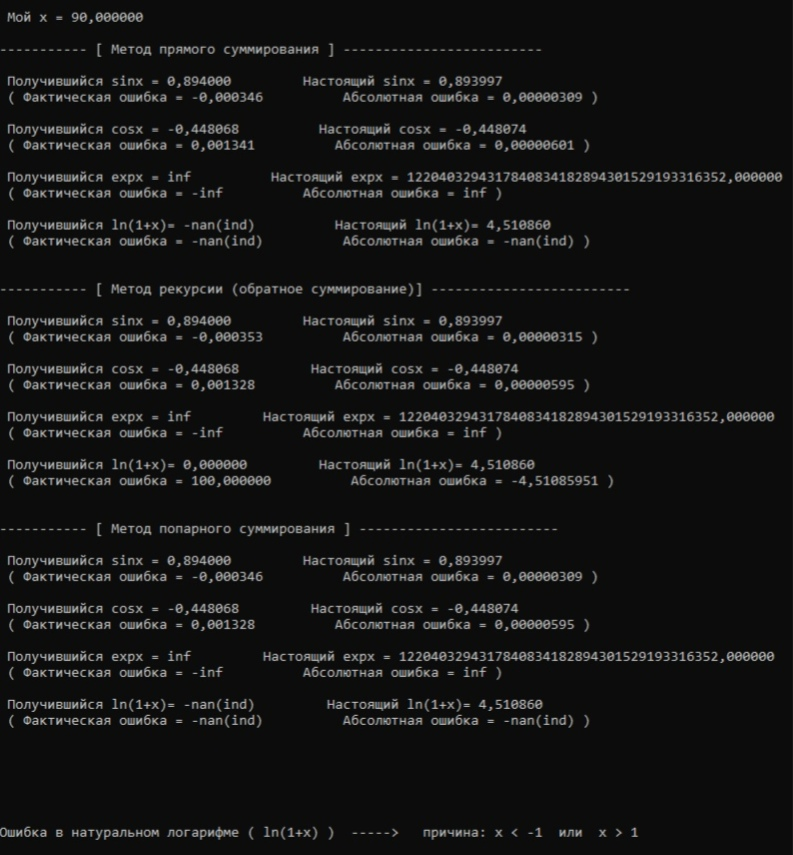 Мой x = 90,000000
----------- [ Метод прямого суммирования ] -------------------------
Получившийся sinx = 0,894000 Настоящий sinx = 0,893997
( Фактическая ошибка = -0,000346 Абсолютная ошибка = 0,00000309 )
Получившийся cosx = -0,448068 Настоящий cosx = -0,448074
( Фактическая ошибка = 0,001341 Абсолютная ошибка = 0,00000601 )
Получившийся expx = inf Настоящий expx = 1220403294317840834182894301529193316352,000000
( Фактическая ошибка = -inf Абсолютная ошибка = inf )
Получившийся ln(1+x)= -nan(ind) Настоящий ln(1+x)= 4,510860
( Фактическая ошибка = -nan(ind) Абсолютная ошибка = -nan(ind) )
----------- [ Метод рекурсии (обратное суммирование)] -------------------------
Получившийся sinx = 0,894000 Настоящий sinx = 0,893997
( Фактическая ошибка = -0,000353 Абсолютная ошибка = 0,00000315 )
Получившийся cosx = -0,448068 Настоящий cosx = -0,448074
( Фактическая ошибка = 0,001328 Абсолютная ошибка = 0,00000595 )
Получившийся expx = inf Настоящий expx = 1220403294317840834182894301529193316352,000000
( Фактическая ошибка = -inf Абсолютная ошибка = inf )
Получившийся ln(1+x)= 0,000000 Настоящий ln(1+x)= 4,510860
( Фактическая ошибка = 100,000000 Абсолютная ошибка = -4,51085951 )
----------- [ Метод попарного суммирования ] -------------------------
Получившийся sinx = 0,894000 Настоящий sinx = 0,893997
( Фактическая ошибка = -0,000346 Абсолютная ошибка = 0,00000309 )
Получившийся cosx = -0,448068 Настоящий cosx = -0,448074
( Фактическая ошибка = 0,001328 Абсолютная ошибка = 0,00000595 )
Получившийся expx = inf Настоящий expx = 1220403294317840834182894301529193316352,000000
( Фактическая ошибка = -inf Абсолютная ошибка = inf )
Получившийся ln(1+x)= -nan(ind) Настоящий ln(1+x)= 4,510860
( Фактическая ошибка = -nan(ind) Абсолютная ошибка = -nan(ind) )
Ошибка в натуральном логарифме ( ln(1+x) ) -----> причина: x < -1 или x > 1